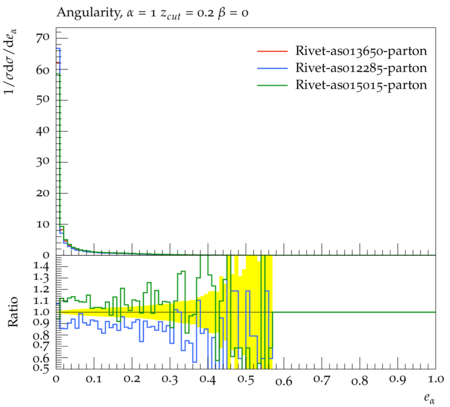 Angularity, α = 1 z_cut = 0.2 β = 0
1/σdσ/de_α
70
60
50
40
30
20
10
0
Rivet-as013650-parton
Rivet-as012285-parton
Rivet-as015015-parton
Ratio
1.4
1.3
1.2
1.1
1.0
0.9
0.8
0.7
0.6
0.5
0 0.1 0.2 0.3 0.4 0.5 0.6 0.7 0.8 0.9 1.0
e_α